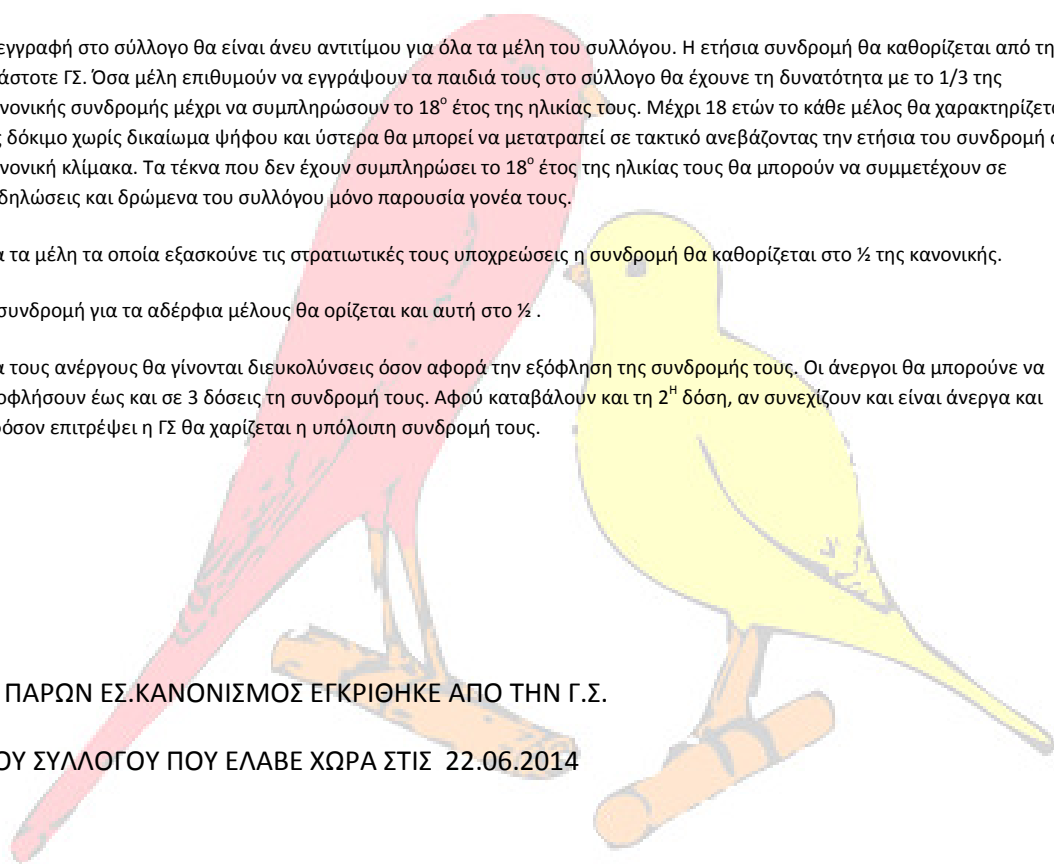 εγγραφή στο σύλλογο θα είναι άνευ αντιτίμου για όλα τα μέλη του συλλόγου. Η ετήσια συνδρομή θα καθορίζεται από τη
άστοτε ΓΣ. Όσα μέλη επιθυμούν να εγγράψουν τα παιδιά τους στο σύλλογο θα έχουνε τη δυνατότητα με το 1/3 της
νονικής συνδρομής μέχρι να συμπληρώσουν το 18ο έτος της ηλικίας τους. Μέχρι 18 ετών το κάθε μέλος θα χαρακτηρίζετα
ς δόκιμο χωρίς δικαίωμα ψήφου και ύστερα θα μπορεί να μετατραπεί σε τακτικό ανεβάζοντας την ετήσια του συνδρομή σ
νονική κλίμακα. Τα τέκνα που δεν έχουν συμπληρώσει το 18ο έτος της ηλικίας τους θα μπορούν να συμμετέχουν σε
δηλώσεις και δρώμενα του συλλόγου μόνο παρουσία γονέα τους.
α τα μέλη τα οποία εξασκούνε τις στρατιωτικές τους υποχρεώσεις η συνδρομή θα καθορίζεται στο ½ της κανονικής.
συνδρομή για τα αδέρφια μέλους θα ορίζεται και αυτή στο ½ .
α τους ανέργους θα γίνονται διευκολύνσεις όσον αφορά την εξόφληση της συνδρομής τους. Οι άνεργοι θα μπορούνε να
οφλήσουν έως και σε 3 δόσεις τη συνδρομή τους. Αφού καταβάλουν και τη 2Η δόση, αν συνεχίζουν και είναι άνεργα και
όσον επιτρέψει η ΓΣ θα χαρίζεται η υπόλοιπη συνδρομή τους.
ΠΑΡΩΝ ΕΣ.ΚΑΝΟΝΙΣΜΟΣ ΕΓΚΡΙΘΗΚΕ ΑΠΟ ΤΗΝ Γ.Σ.
ΟΥ ΣΥΛΛΟΓΟΥ ΠΟΥ ΕΛΑΒΕ ΧΩΡΑ ΣΤΙΣ 22.06.2014